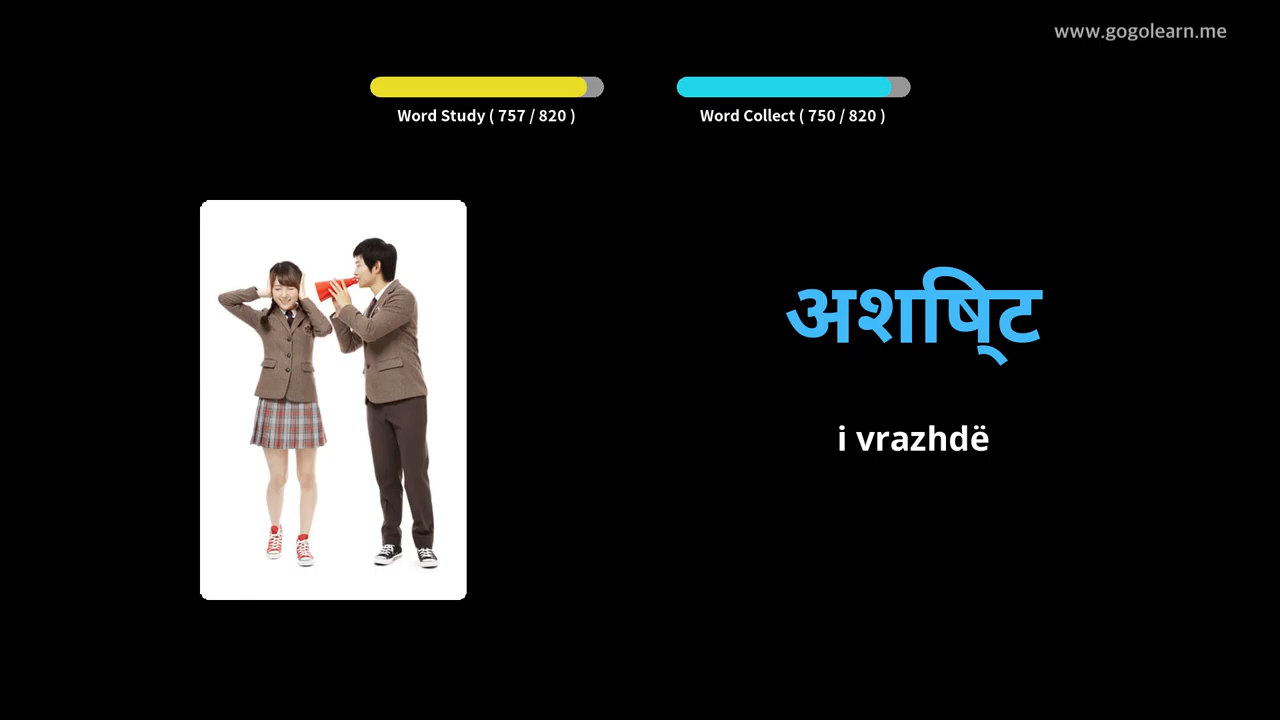 www.gogolearn.me
Word Study ( 757 / 820 )
Word Collect ( 750 / 820 )
अशषि्ट
i vrazhdë